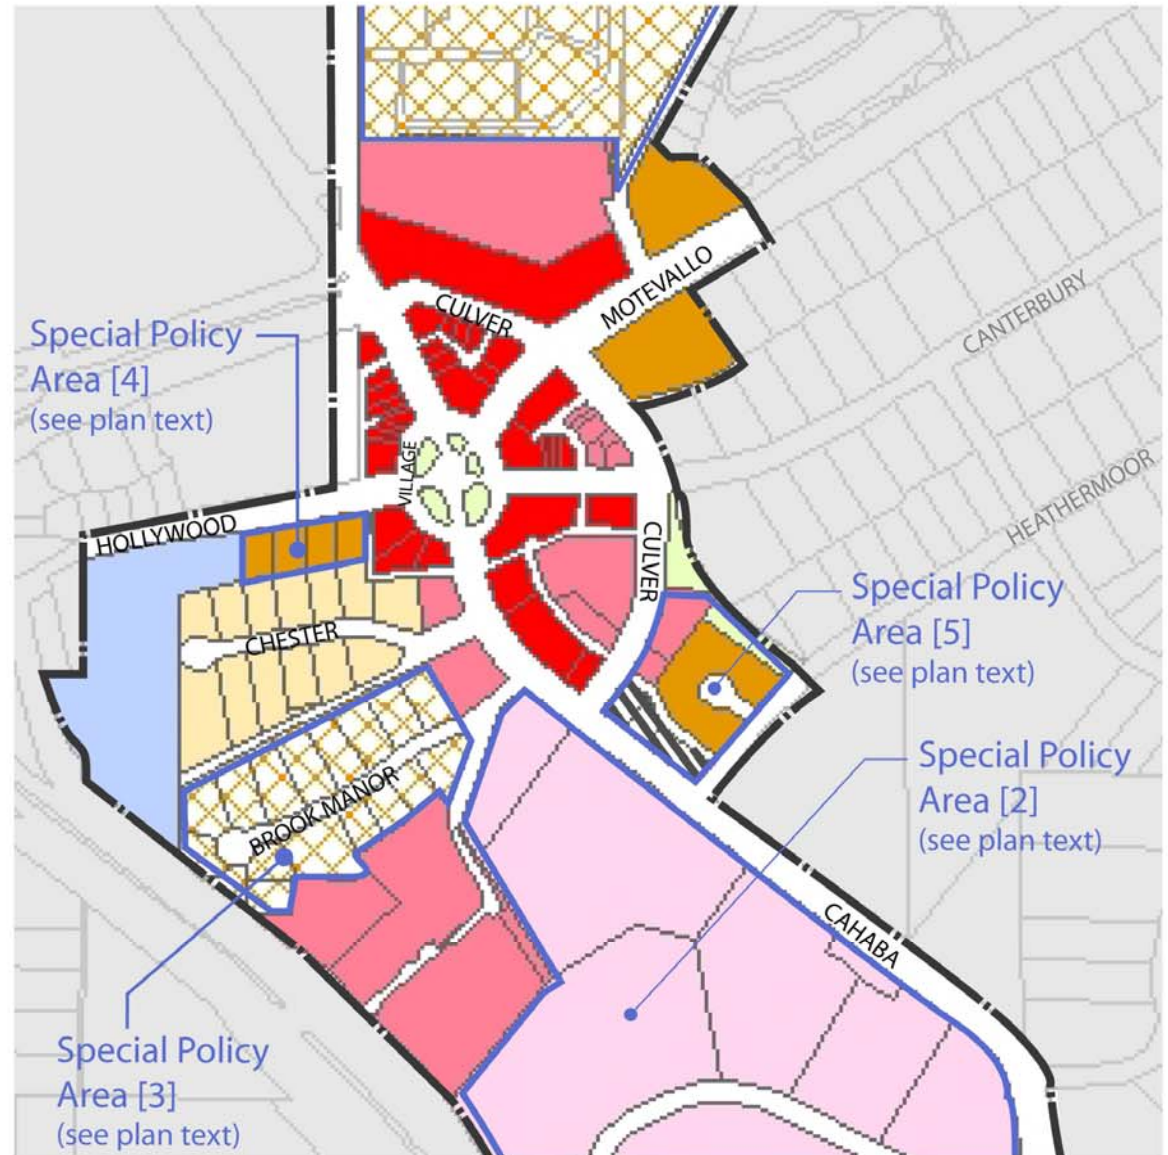 CULVER
MOTEVALLO
CANTERBURY
Special Policy
Area [4]
(see plan text)
VILLAGE
HEATHERMOOR
HOLLYWOOD
CULVER
Special Policy
Area [5]
(see plan text)
CHESTER
Special Policy
Area [2]
(see plan text)
BROOK MANOR
CAHABA
Special Policy
Area [3]
(see plan text)